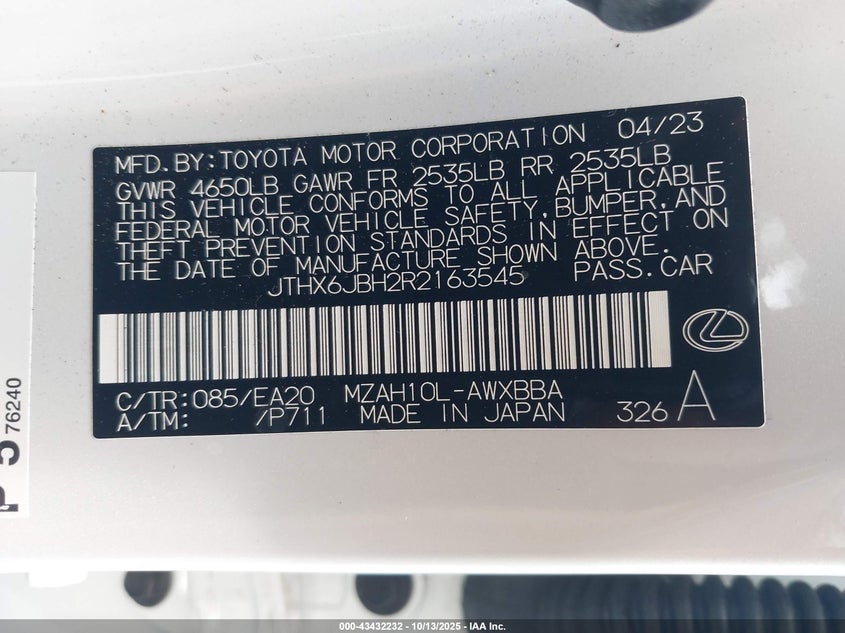 MFD.BY:TOYOTA MOTOR CORPORATION 04/23
GVWR 4650LB GAWR FR 2535LB RR 2535LB
THIS VEHICLE CONFORMS TO ALL APPLICABLE
FEDERAL MOTOR VEHICLE SAFETY,BUMPER,AND
THEFT PREVENTION STANDARDS IN EFFECT ON
THE DATE OF MANUFACTURE SHOWN ABOVE.
JTHX6JBH2R2163545 PASS.CAR
C/TR:085/EA20 MZAH10L-AWXBBA
A/TM: /P711 MADE IN JAPAN 326 A
P 576240
000-43432232 - 10/13/2025 - IAA Inc.